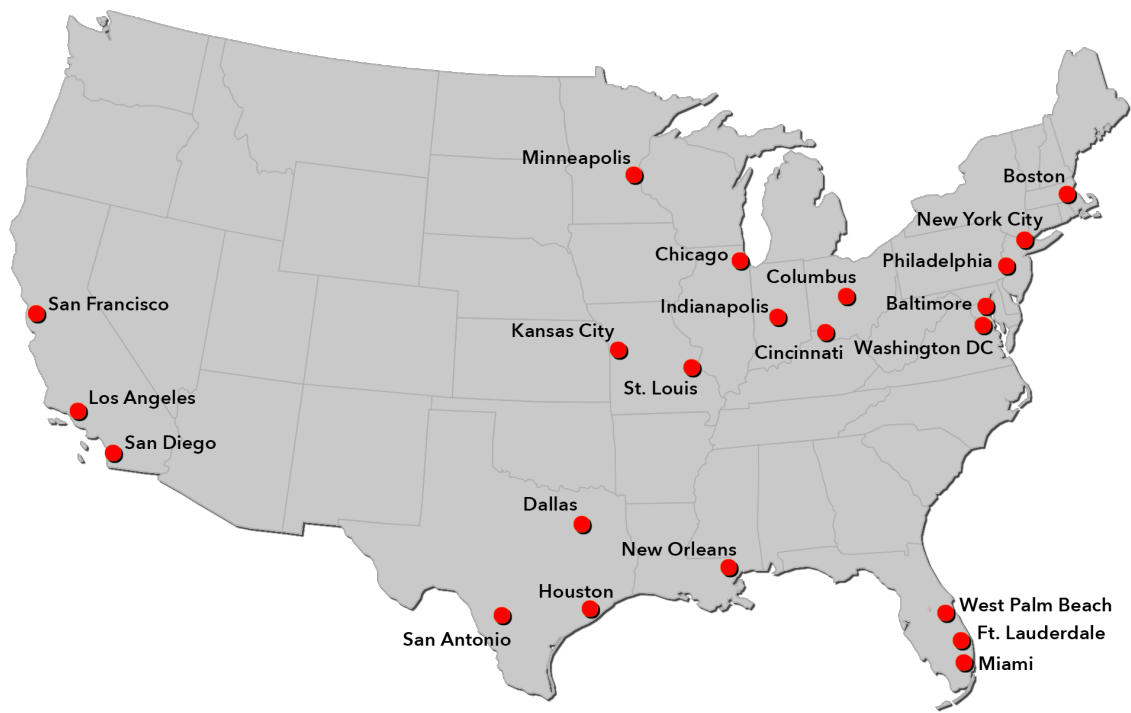 Minneapolis
Boston
New York City
Chicago
Philadelphia
Columbus
San Francisco
Indianapolis
Baltimore
Kansas City
Cincinnati
Washington DC
St. Louis
Los Angeles
San Diego
Dallas
New Orleans
Houston
West Palm Beach
San Antonio
Ft. Lauderdale
Miami